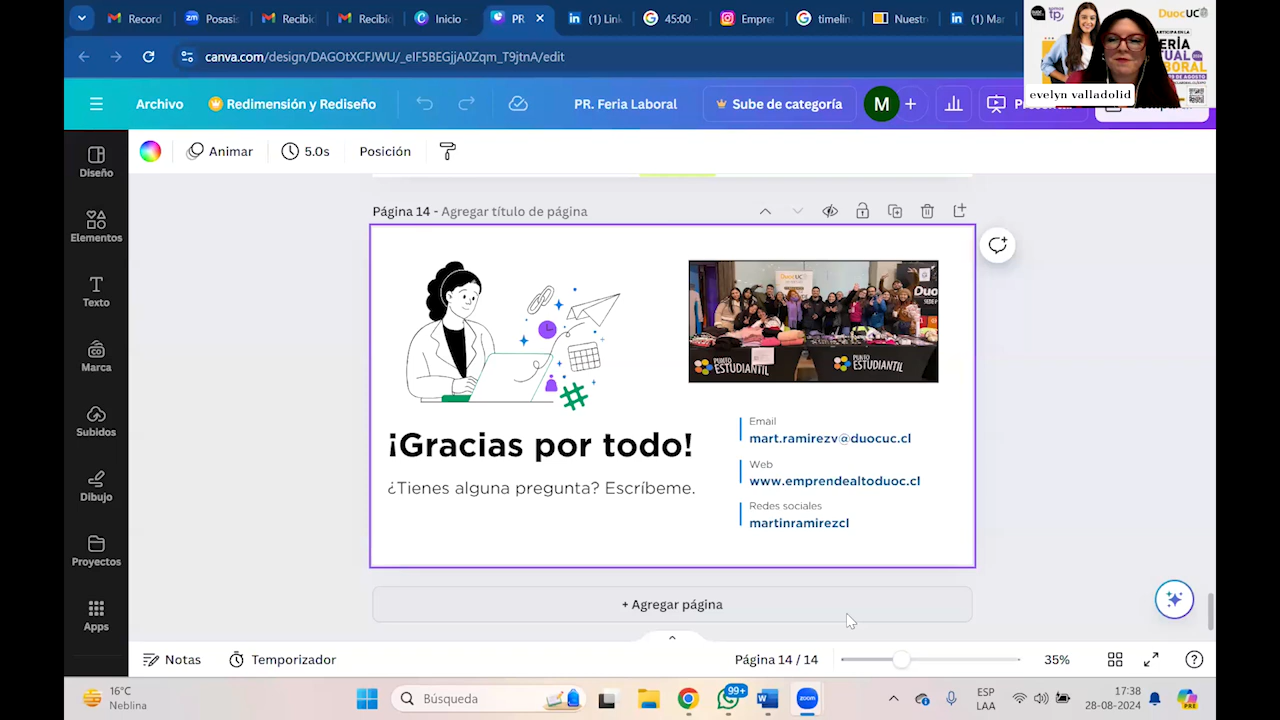 Record
Posasis
Recibid
Recibid
Inicio -
PR
(1) Link
45:00 -
Empren
timelin
Nuestro
(1) Mar
canva.com/design/DAGOtXCFJWU/_eIF5BEGjjAUZqm_T9jtnA/edit
Archivo
Redimensión y Rediseño
PR. Feria Laboral
Sube de categoría
M
DuocUC
evelyn valladolid
Animar
5.0s
Posición
Diseño
Elementos
Texto
Marca
Subidos
Dibujo
Proyectos
Apps
Página 14 - Agregar título de página
DuocUC
Duo
PUNTO ESTUDIANTIL
PUNTO ESTUDIANTIL
¡Gracias por todo!
¿Tienes alguna pregunta? Escríbeme.
Email
mart.ramirezv@duocuc.cl
Web
www.emprendealtoduoc.cl
Redes sociales
martinramirezcl
+ Agregar página
Notas
Temporizador
Página 14 / 14
35%
16°C
Neblina
Búsqueda
99+
ESP
LAA
17:38
28-08-2024